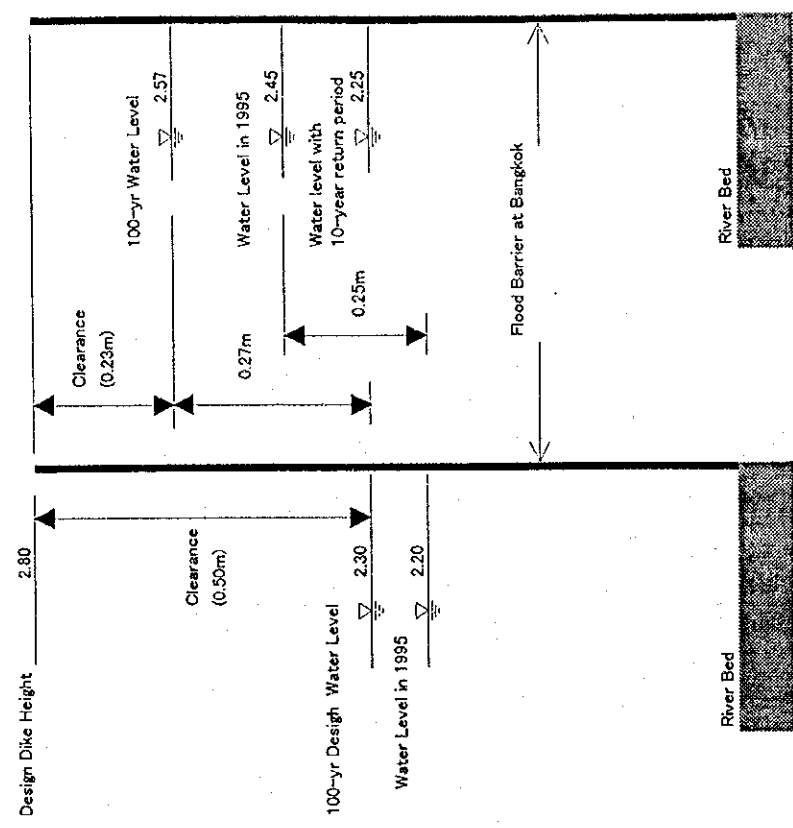 Design Dike Height
2.80
Clearance
(0.50m)
100-yr Desigh Water Level
2.30
Water Level in 1995
2.20
River Bed
Clearance
(0.23m)
100-yr Water Level
2.57
0.27m
Water Level in 1995
2.45
Water level with
10-year return period
2.25
0.25m
Flood Barrier at Bangkok
River Bed